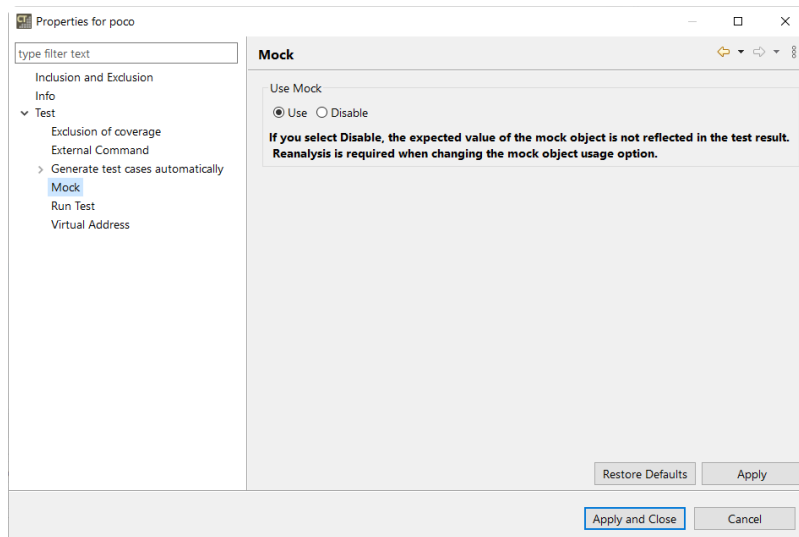 CT
Properties for poco
type filter text
Inclusion and Exclusion
Info
Test
Exclusion of coverage
External Command
Generate test cases automatically
Mock
Run Test
Virtual Address
Mock
Use Mock
Use Disable
If you select Disable, the expected value of the mock object is not reflected in the test result.
Reanalysis is required when changing the mock object usage option.
Restore Defaults Apply
Apply and Close Cancel